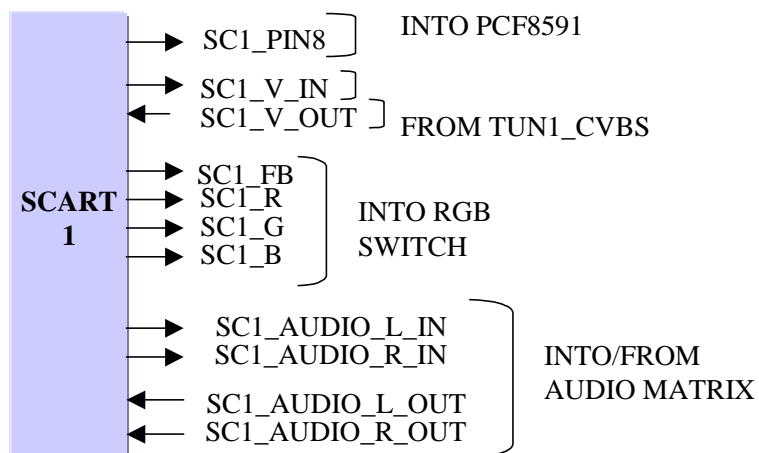 SCART
1
SC1_PIN8
INTO PCF8591
SC1_V_IN
SC1_V_OUT
FROM TUN1_CVBS
SC1_FB
SC1_R
SC1_G
SC1_B
INTO RGB
SWITCH
SC1_AUDIO_L_IN
SC1_AUDIO_R_IN
SC1_AUDIO_L_OUT
SC1_AUDIO_R_OUT
INTO/FROM
AUDIO MATRIX